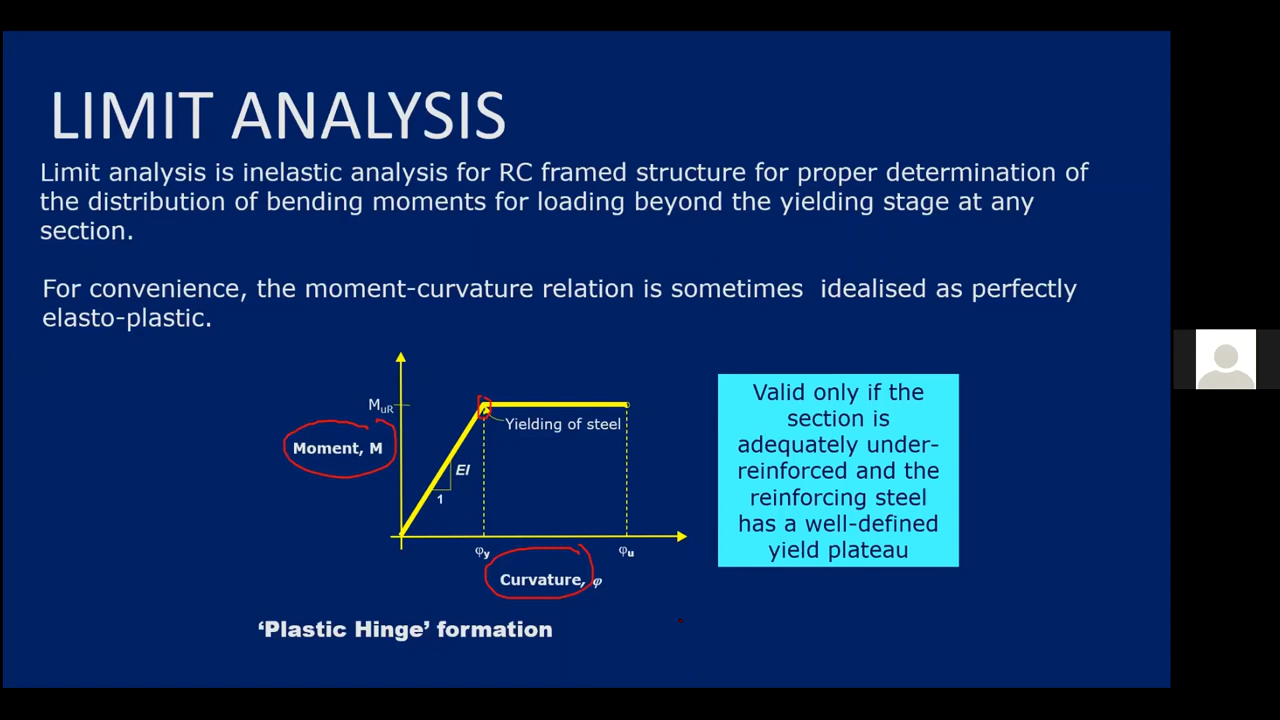 LIMIT ANALYSIS
Limit analysis is inelastic analysis for RC framed structure for proper determination of
the distribution of bending moments for loading beyond the yielding stage at any
section.
For convenience, the moment-curvature relation is sometimes idealised as perfectly
elasto-plastic.
MuR
Yielding of steel
Moment, M
EI
1
φy
φu
Curvature, φ
Valid only if the
section is
adequately under-
reinforced and the
reinforcing steel
has a well-defined
yield plateau
‘Plastic Hinge’ formation